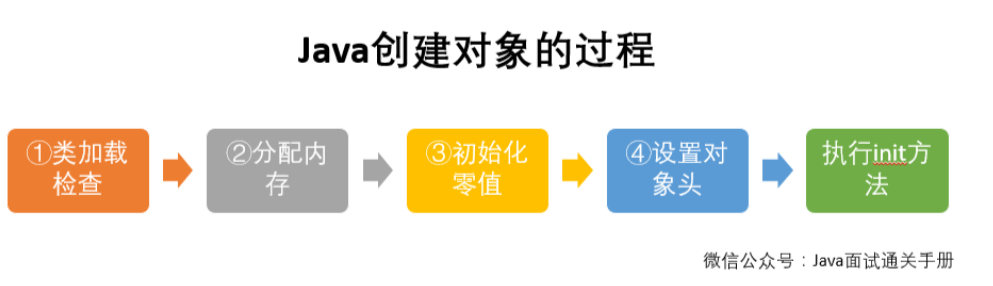 Java创建对象的过程
①类加载
检查
②分配内
存
③初始化
零值
④设置对
象头
执行init方
法
微信公众号：Java面试通关手册